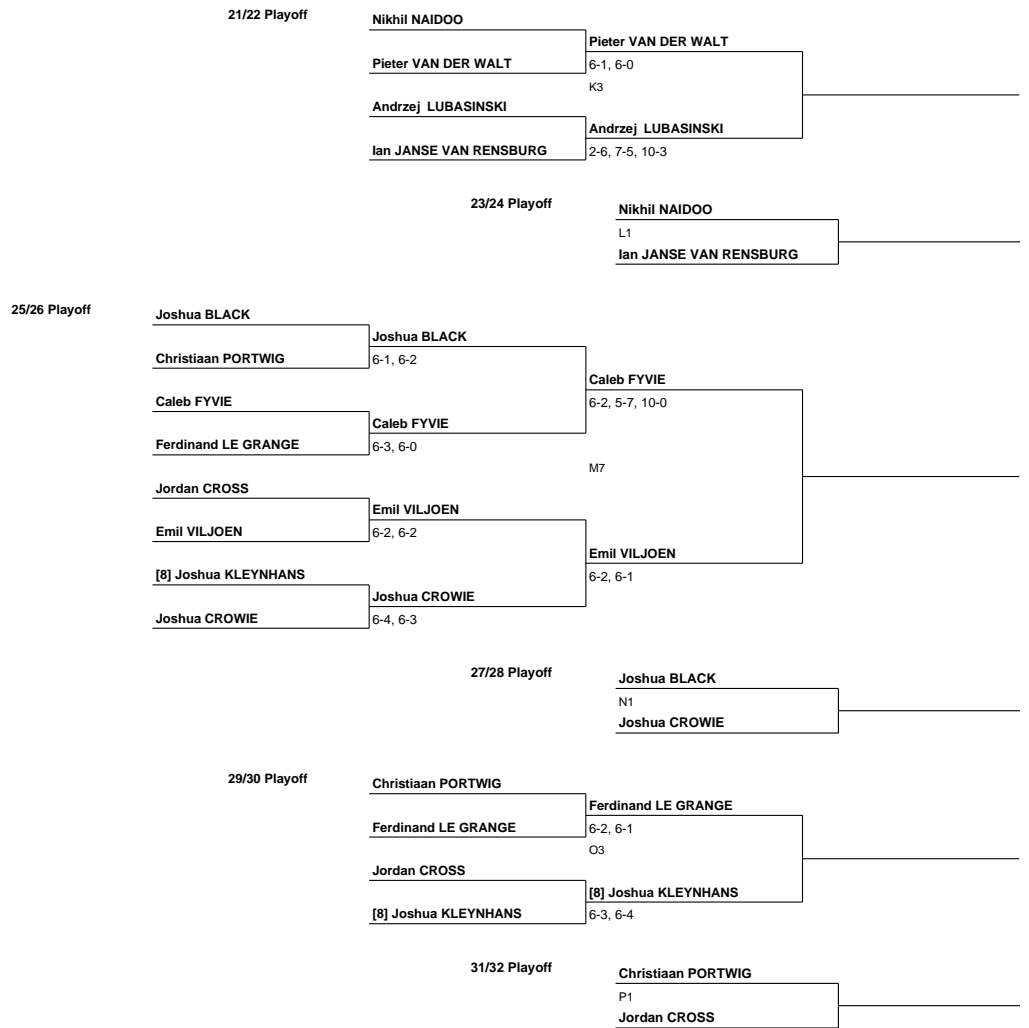 21/22 Playoff
Nikhil NAIDOO
Pieter VAN DER WALT
Pieter VAN DER WALT
6-1, 6-0
K3
Andrzej LUBASINSKI
Andrzej LUBASINSKI
Ian JANSE VAN RENSBURG
2-6, 7-5, 10-3
23/24 Playoff
Nikhil NAIDOO
L1
Ian JANSE VAN RENSBURG
25/26 Playoff
Joshua BLACK
Joshua BLACK
Christiaan PORTWIG
6-1, 6-2
Caleb FYVIE
6-2, 5-7, 10-0
Caleb FYVIE
Caleb FYVIE
Ferdinand LE GRANGE
6-3, 6-0
M7
Jordan CROSS
Emil VILJOEN
Emil VILJOEN
6-2, 6-2
Emil VILJOEN
6-2, 6-1
[8] Joshua KLEYNHANS
Joshua CROWIE
Joshua CROWIE
6-4, 6-3
27/28 Playoff
Joshua BLACK
N1
Joshua CROWIE
29/30 Playoff
Christiaan PORTWIG
Ferdinand LE GRANGE
Ferdinand LE GRANGE
6-2, 6-1
O3
Jordan CROSS
[8] Joshua KLEYNHANS
[8] Joshua KLEYNHANS
6-3, 6-4
31/32 Playoff
Christiaan PORTWIG
P1
Jordan CROSS